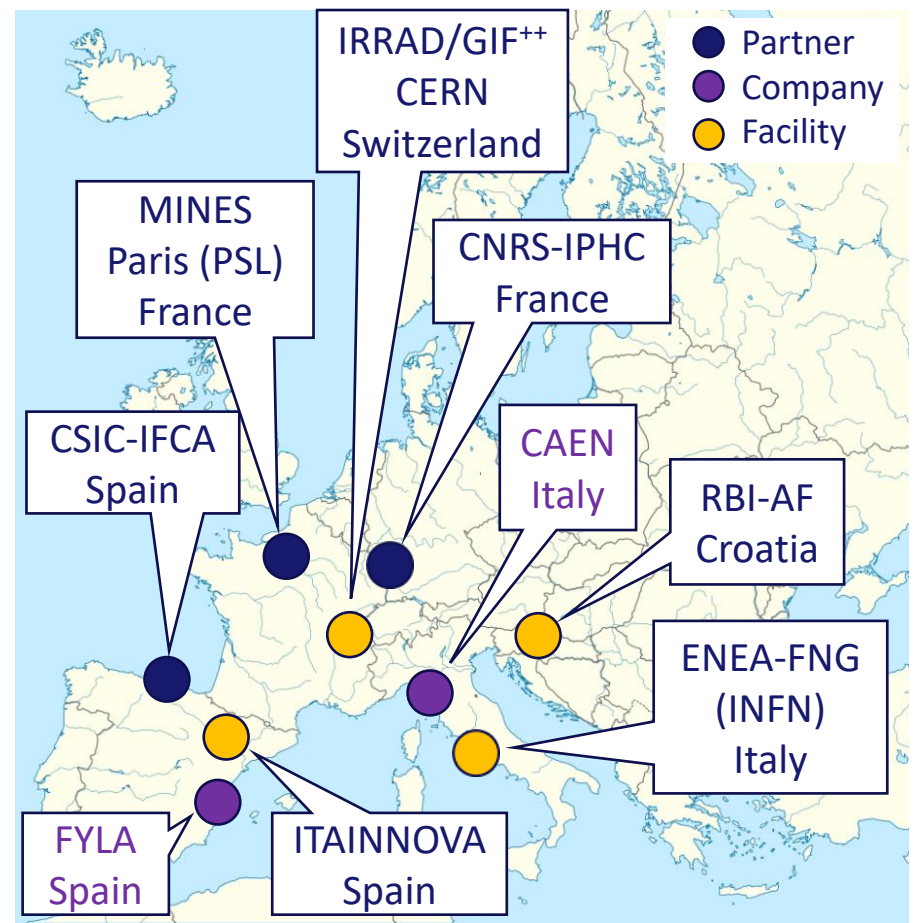 IRRAD/GIF⁺⁺
CERN
Switzerland
Partner
Company
Facility
MINES
Paris (PSL)
France
CNRS-IPHC
France
CSIC-IFCA
Spain
CAEN
Italy
RBI-AF
Croatia
ENEA-FNG
(INFN)
Italy
FYLA
Spain
ITAINNOVA
Spain